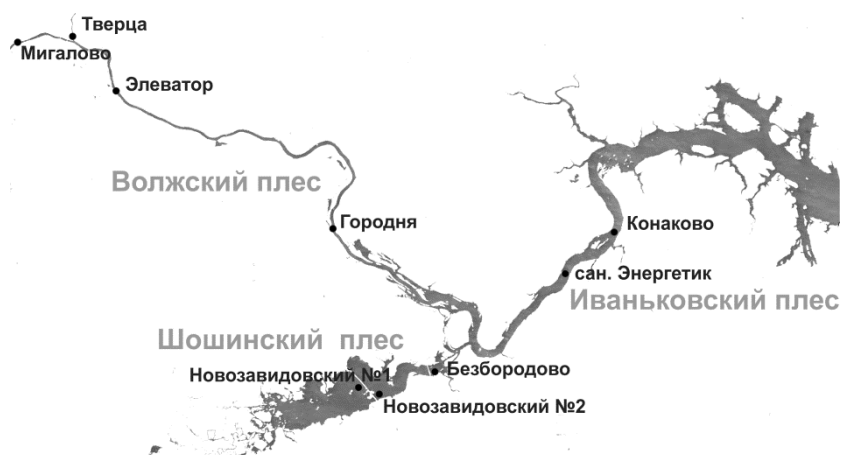 Тверца
Мигалово
Элеватор
Волжский плес
Городня
Конаково
сан. Энергетик
Иваньковский плес
Шошинский плес
Безбородово
Новозавидовский №1
Новозавидовский №2